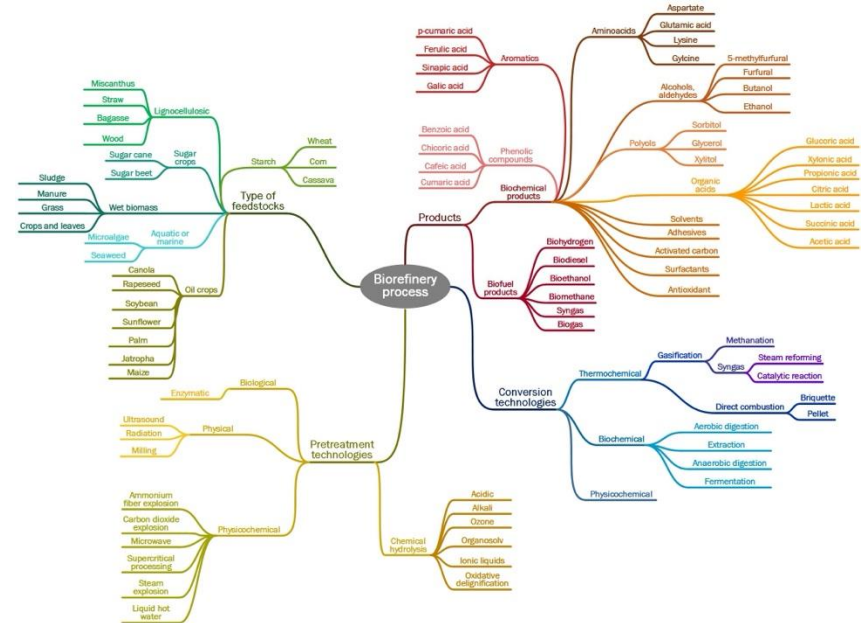 Biorefinery
process
Type of
feedstocks
Lignocellulosic
Miscanthus
Straw
Bagasse
Wood
Sugar
crops
Sugar cane
Sugar beet
Starch
Wheat
Corn
Cassava
Wet biomass
Sludge
Manure
Grass
Crops and leaves
Aquatic or
marine
Microalgae
Seaweed
Oil crops
Canola
Rapeseed
Soybean
Sunflower
Palm
Jatropha
Maize
Products
Biochemical
products
Aromatics
p-cumaric acid
Ferulic acid
Sinapic acid
Galic acid
Phenolic
compounds
Benzoic acid
Chicoric acid
Cafeic acid
Cumaric acid
Aminoacids
Aspartate
Glutamic acid
Lysine
Gylcine
Alcohols,
aldehydes
5-methylfurfural
Furfural
Butanol
Ethanol
Polyols
Sorbitol
Glycerol
Xylitol
Organic
acids
Glucoric acid
Xylonic acid
Propionic acid
Citric acid
Lactic acid
Succinic acid
Acetic acid
Solvents
Adhesives
Activated carbon
Surfactants
Antioxidant
Biofuel
products
Biohydrogen
Biodiesel
Bioethanol
Biomethane
Syngas
Biogas
Conversion
technologies
Thermochemical
Gasification
Methanation
Syngas
Steam reforming
Catalytic reaction
Direct combustion
Briquette
Pellet
Biochemical
Aerobic digestion
Extraction
Anaerobic digestion
Fermentation
Physicochemical
Pretreatment
technologies
Biological
Enzymatic
Physical
Ultrasound
Radiation
Milling
Physicochemical
Ammonium
fiber explosion
Carbon dioxide
explosion
Microwave
Supercritical
processing
Steam
explosion
Liquid hot
water
Chemical
hydrolysis
Acidic
Alkali
Ozone
Organosolv
Ionic liquids
Oxidative
delignification